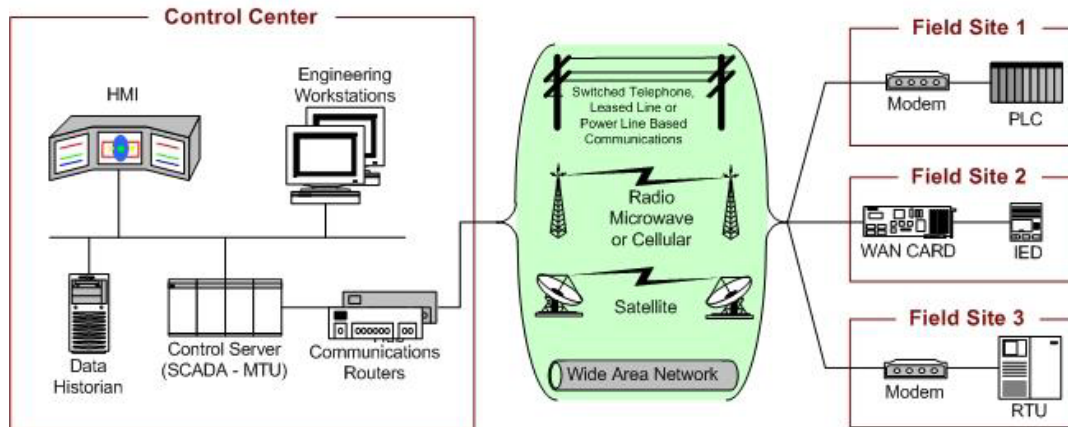 Control Center
HMI
Engineering
Workstations
Data
Historian
Control Server
(SCADA - MTU)
Communications
Routers
Switched Telephone,
Leased Line or
Power Line Based
Communications
Radio
Microwave
or Cellular
Satellite
Wide Area Network
Field Site 1
Modem
PLC
Field Site 2
WAN CARD
IED
Field Site 3
Modem
RTU